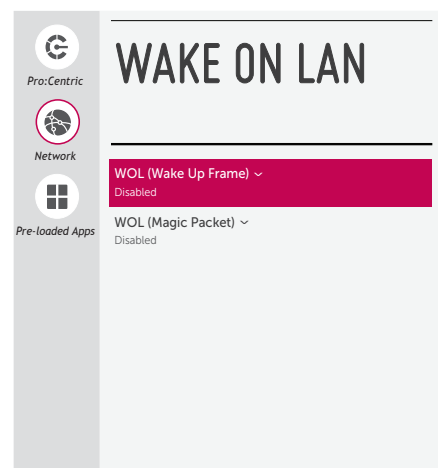 Pro:Centric
Network
Pre-loaded Apps
WAKE ON LAN
WOL (Wake Up Frame)
Disabled
WOL (Magic Packet)
Disabled